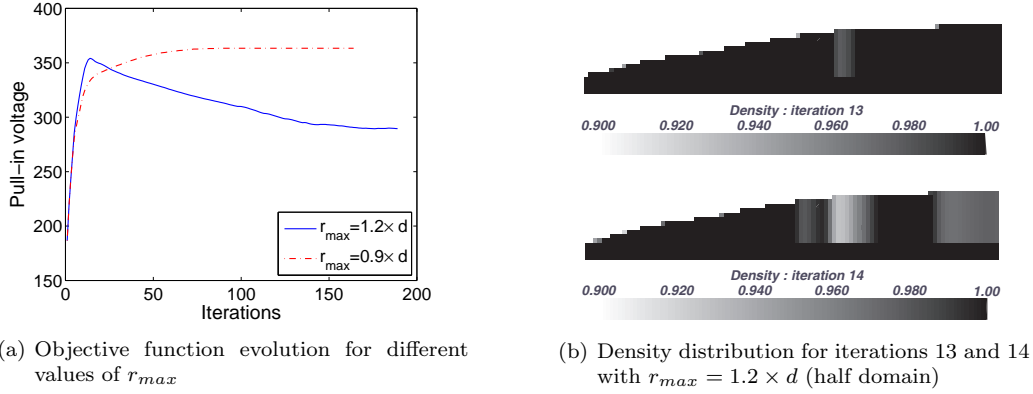 400
350
300
250
200
150
Pull−in voltage
0
50
100
150
200
Iterations
r_max=1.2× d
r_max=0.9× d
(a) Objective function evolution for different
values of r_max
Density : iteration 13
0.900 0.920 0.940 0.960 0.980 1.00
Density : iteration 14
0.900 0.920 0.940 0.960 0.980 1.00
(b) Density distribution for iterations 13 and 14
with r_max = 1.2 × d (half domain)